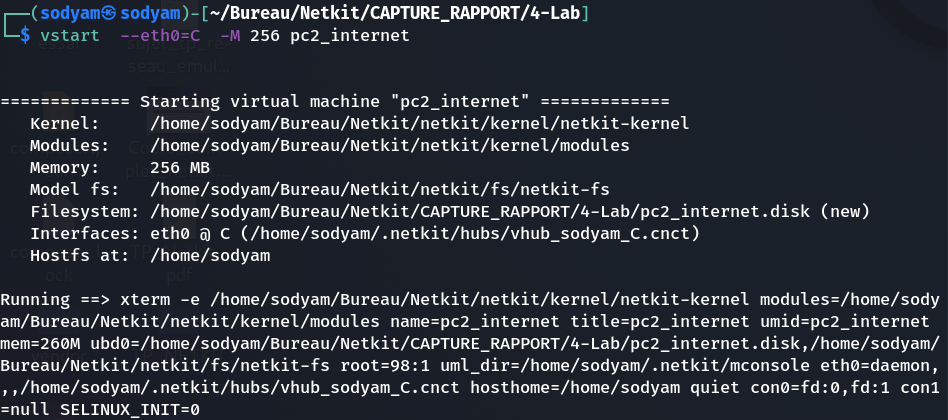 ┌──(sodyam㉿ sodyam)-[~/Bureau/Netkit/CAPTURE_RAPPORT/4-Lab]
└─$ vstart  --eth0=C  -M 256 pc2_internet
============= Starting virtual machine "pc2_internet" =============
Kernel:     /home/sodyam/Bureau/Netkit/netkit/kernel/netkit-kernel
Modules:    /home/sodyam/Bureau/Netkit/netkit/kernel/modules
Memory:     256 MB
Model fs:   /home/sodyam/Bureau/Netkit/netkit/fs/netkit-fs
Filesystem: /home/sodyam/Bureau/Netkit/CAPTURE_RAPPORT/4-Lab/pc2_internet.disk (new)
Interfaces: eth0 @ C (/home/sodyam/.netkit/hubs/vhub_sodyam_C.cnct)
Hostfs at:  /home/sodyam
Running ==> xterm -e /home/sodyam/Bureau/Netkit/netkit/kernel/netkit-kernel modules=/home/sody
am/Bureau/Netkit/netkit/kernel/modules name=pc2_internet title=pc2_internet umid=pc2_internet
mem=260M ubd0=/home/sodyam/Bureau/Netkit/CAPTURE_RAPPORT/4-Lab/pc2_internet.disk,/home/sodyam/
Bureau/Netkit/netkit/fs/netkit-fs root=98:1 uml_dir=/home/sodyam/.netkit/mconsole eth0=daemon,
,,/home/sodyam/.netkit/hubs/vhub_sodyam_C.cnct hosthome=/home/sodyam quiet con0=fd:0,fd:1 con1
=null SELINUX_INIT=0